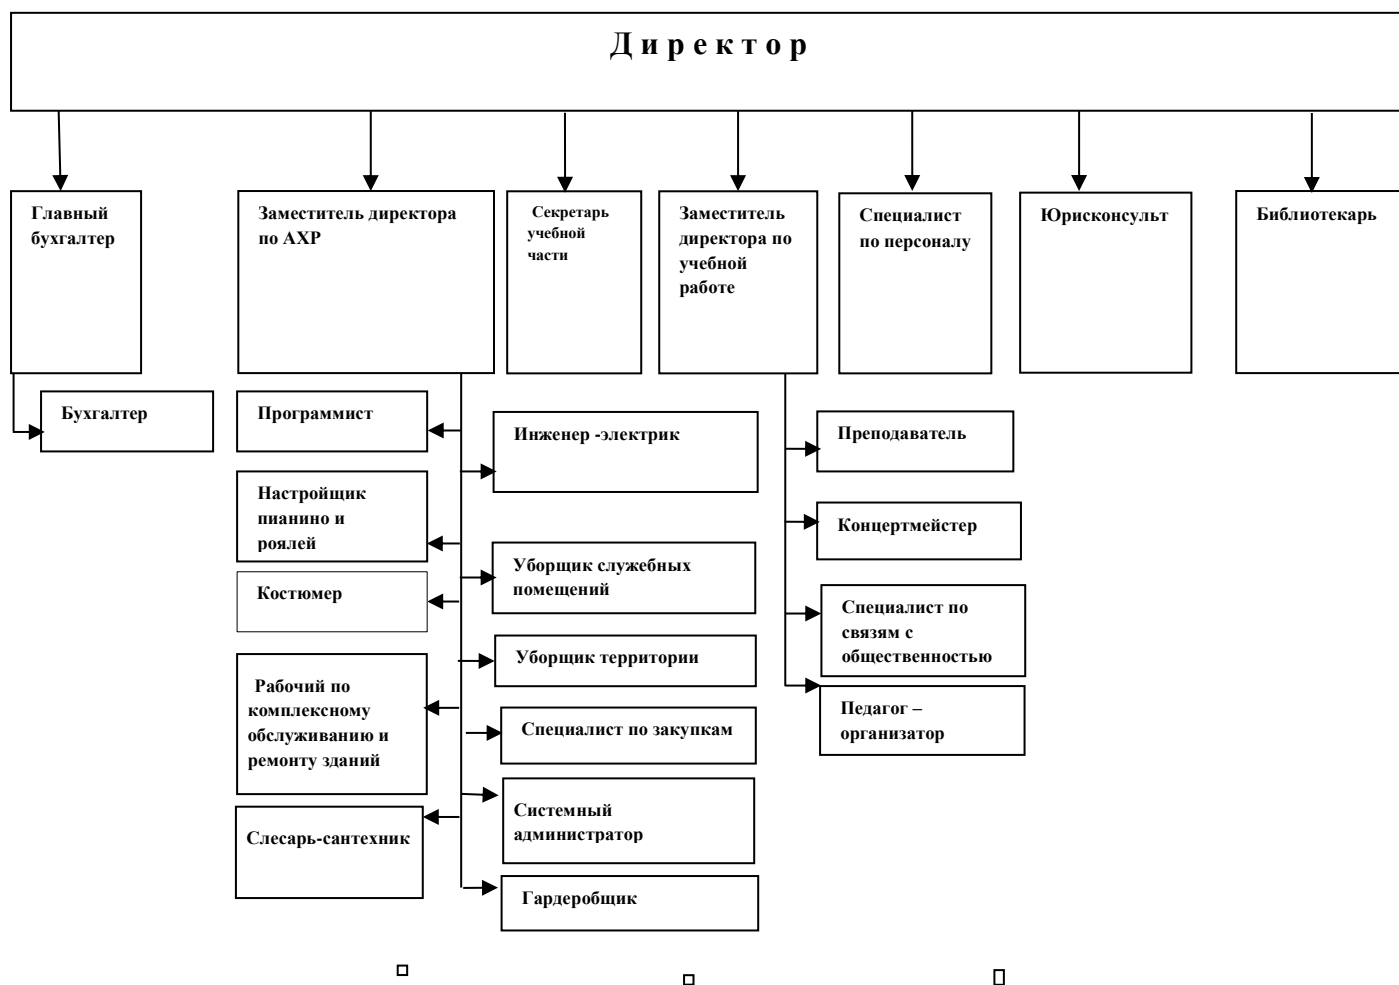 Д и р е к т о р
Главный
бухгалтер
Заместитель директора
по АХР
Секретарь
учебной
части
Заместитель
директора по
учебной
работе
Специалист
по персоналу
Юрисконсульт
Библиотекарь
Бухгалтер
Программист
Инженер -электрик
Преподаватель
Настройщик
пианино и
роялей
Концертмейстер
Уборщик служебных
помещений
Костюмер
Специалист по
связям с
общественностью
Уборщик территории
Рабочий по
комплексному
обслуживанию и
ремонту зданий
Педагог –
организатор
Специалист по закупкам
Системный
администратор
Слесарь-сантехник
Гардеробщик